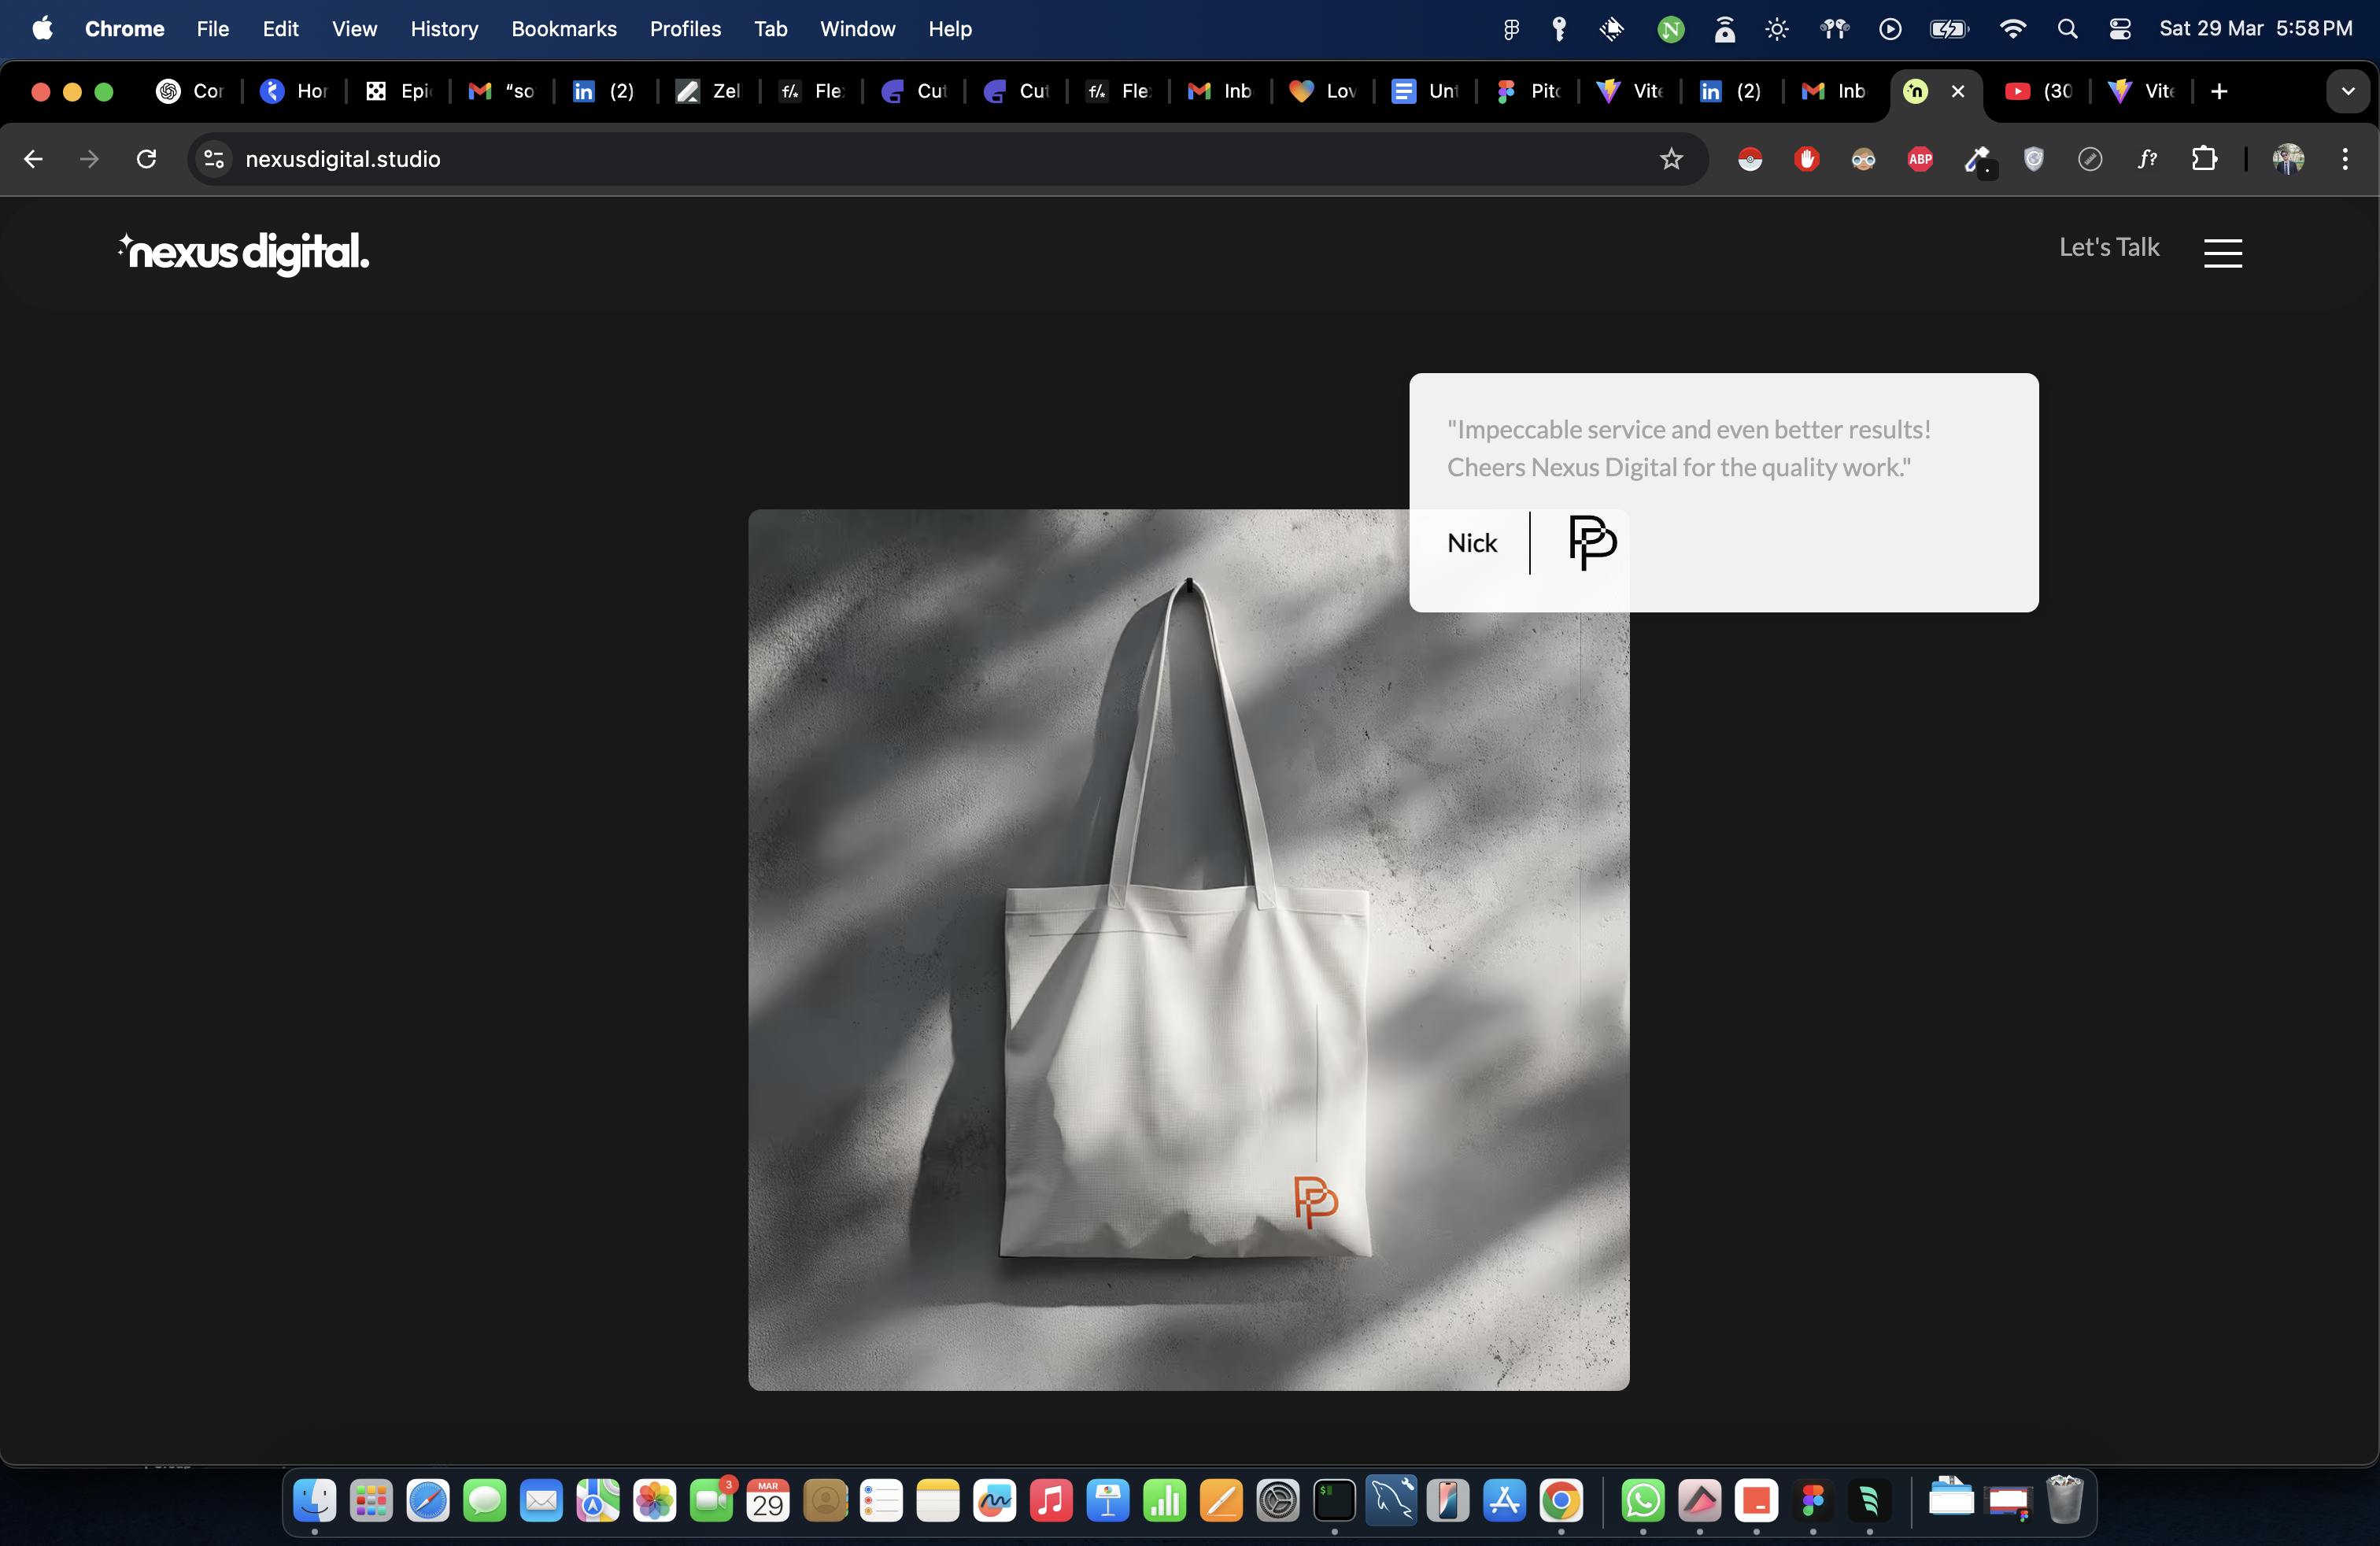 Chrome File Edit View History Bookmarks Profiles Tab Window Help Sat 29 Mar 5:58 PM
Cor Hor Epi "so (2) Zel f/. Fle Cut Cut f/. Fle Inb Lov Unt Pitc Vite (2) Inb (30 Vite
nexusdigital.studio ABP f?
nexus digital. Let's Talk
"Impeccable service and even better results!
Cheers Nexus Digital for the quality work."
Nick PP
PP
3
MAR
29